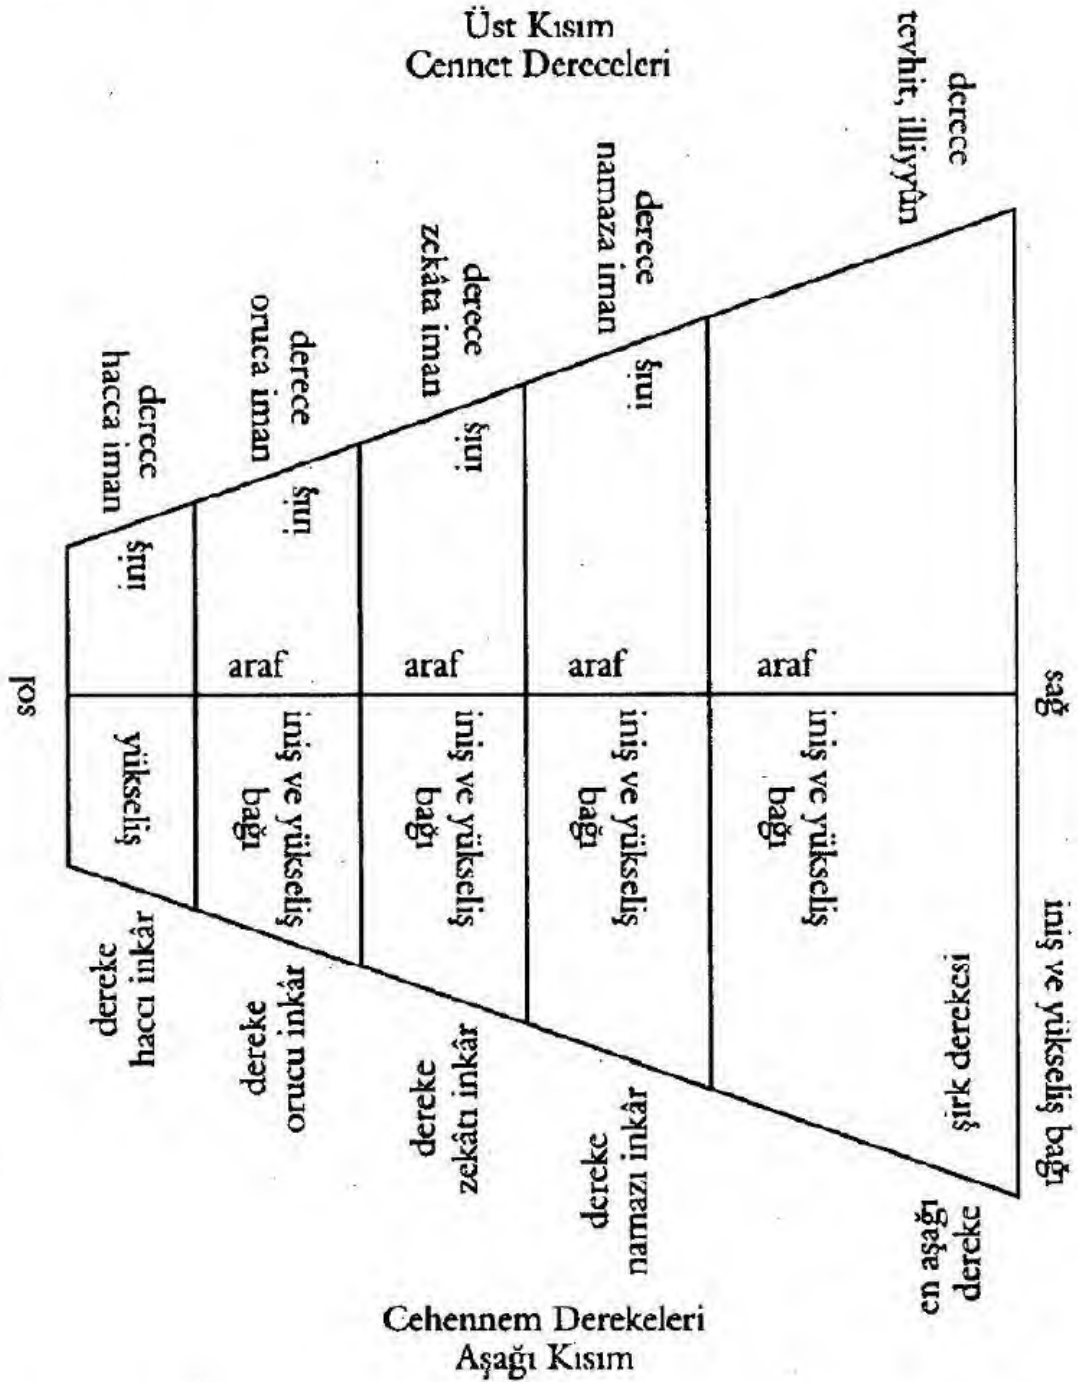 Üst Kısım
Cennet Dereceleri
derece
tevhit, illiyyûn
derece
namaza iman
derece
zekâta iman
derece
oruca iman
derece
hacca iman
iniş
iniş
iniş
iniş
araf
araf
araf
araf
sol
sağ
yükseliş
iniş ve yükseliş
bağı
iniş ve yükseliş
bağı
iniş ve yükseliş
bağı
iniş ve yükseliş
bağı
iniş ve yükseliş bağı
şirk derekesi
dereke
haccı inkâr
dereke
orucu inkâr
dereke
zekâtı inkâr
dereke
namazı inkâr
en aşağı
dereke
Cehennem Derekeleri
Aşağı Kısım